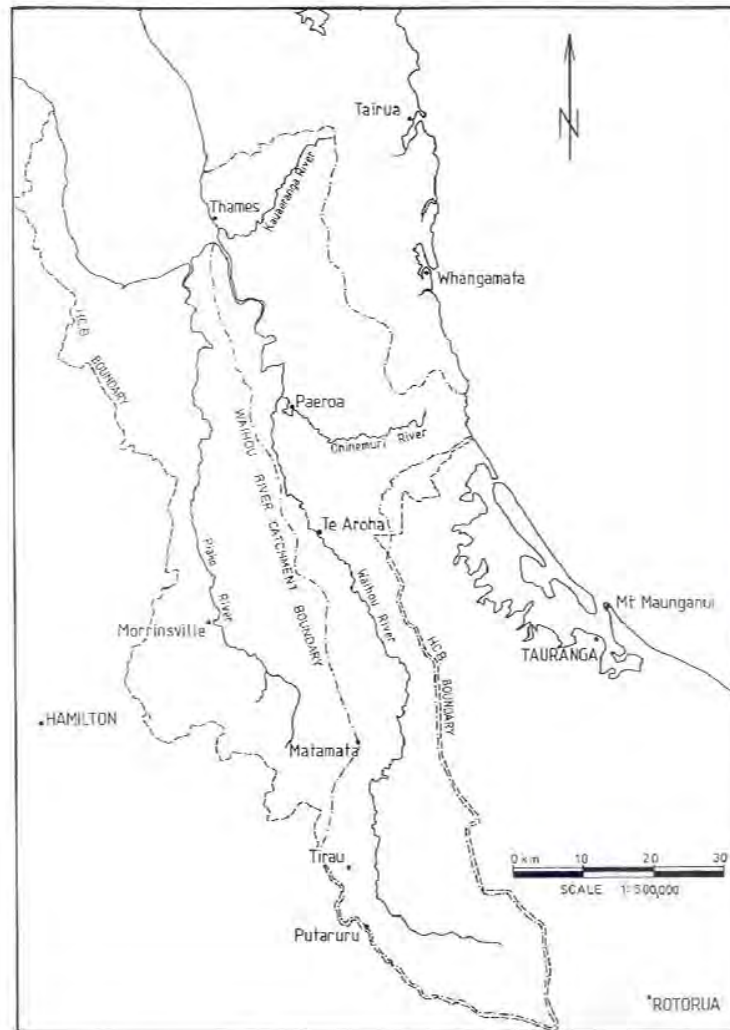 N
Tairua
Kauaeranga River
Thames
Whangamata
HCB BOUNDARY
Paeroa
Ohinemuri River
WAIHOU RIVER CATCHMENT BOUNDARY
Te Aroha
Piako River
Waihou River
Mt Maunganui
Morrinsville
TAURANGA
HCB BOUNDARY
HAMILTON
Matamata
0 km 10 20 30
SCALE 1:500,000
Tirau
Putaruru
ROTORUA